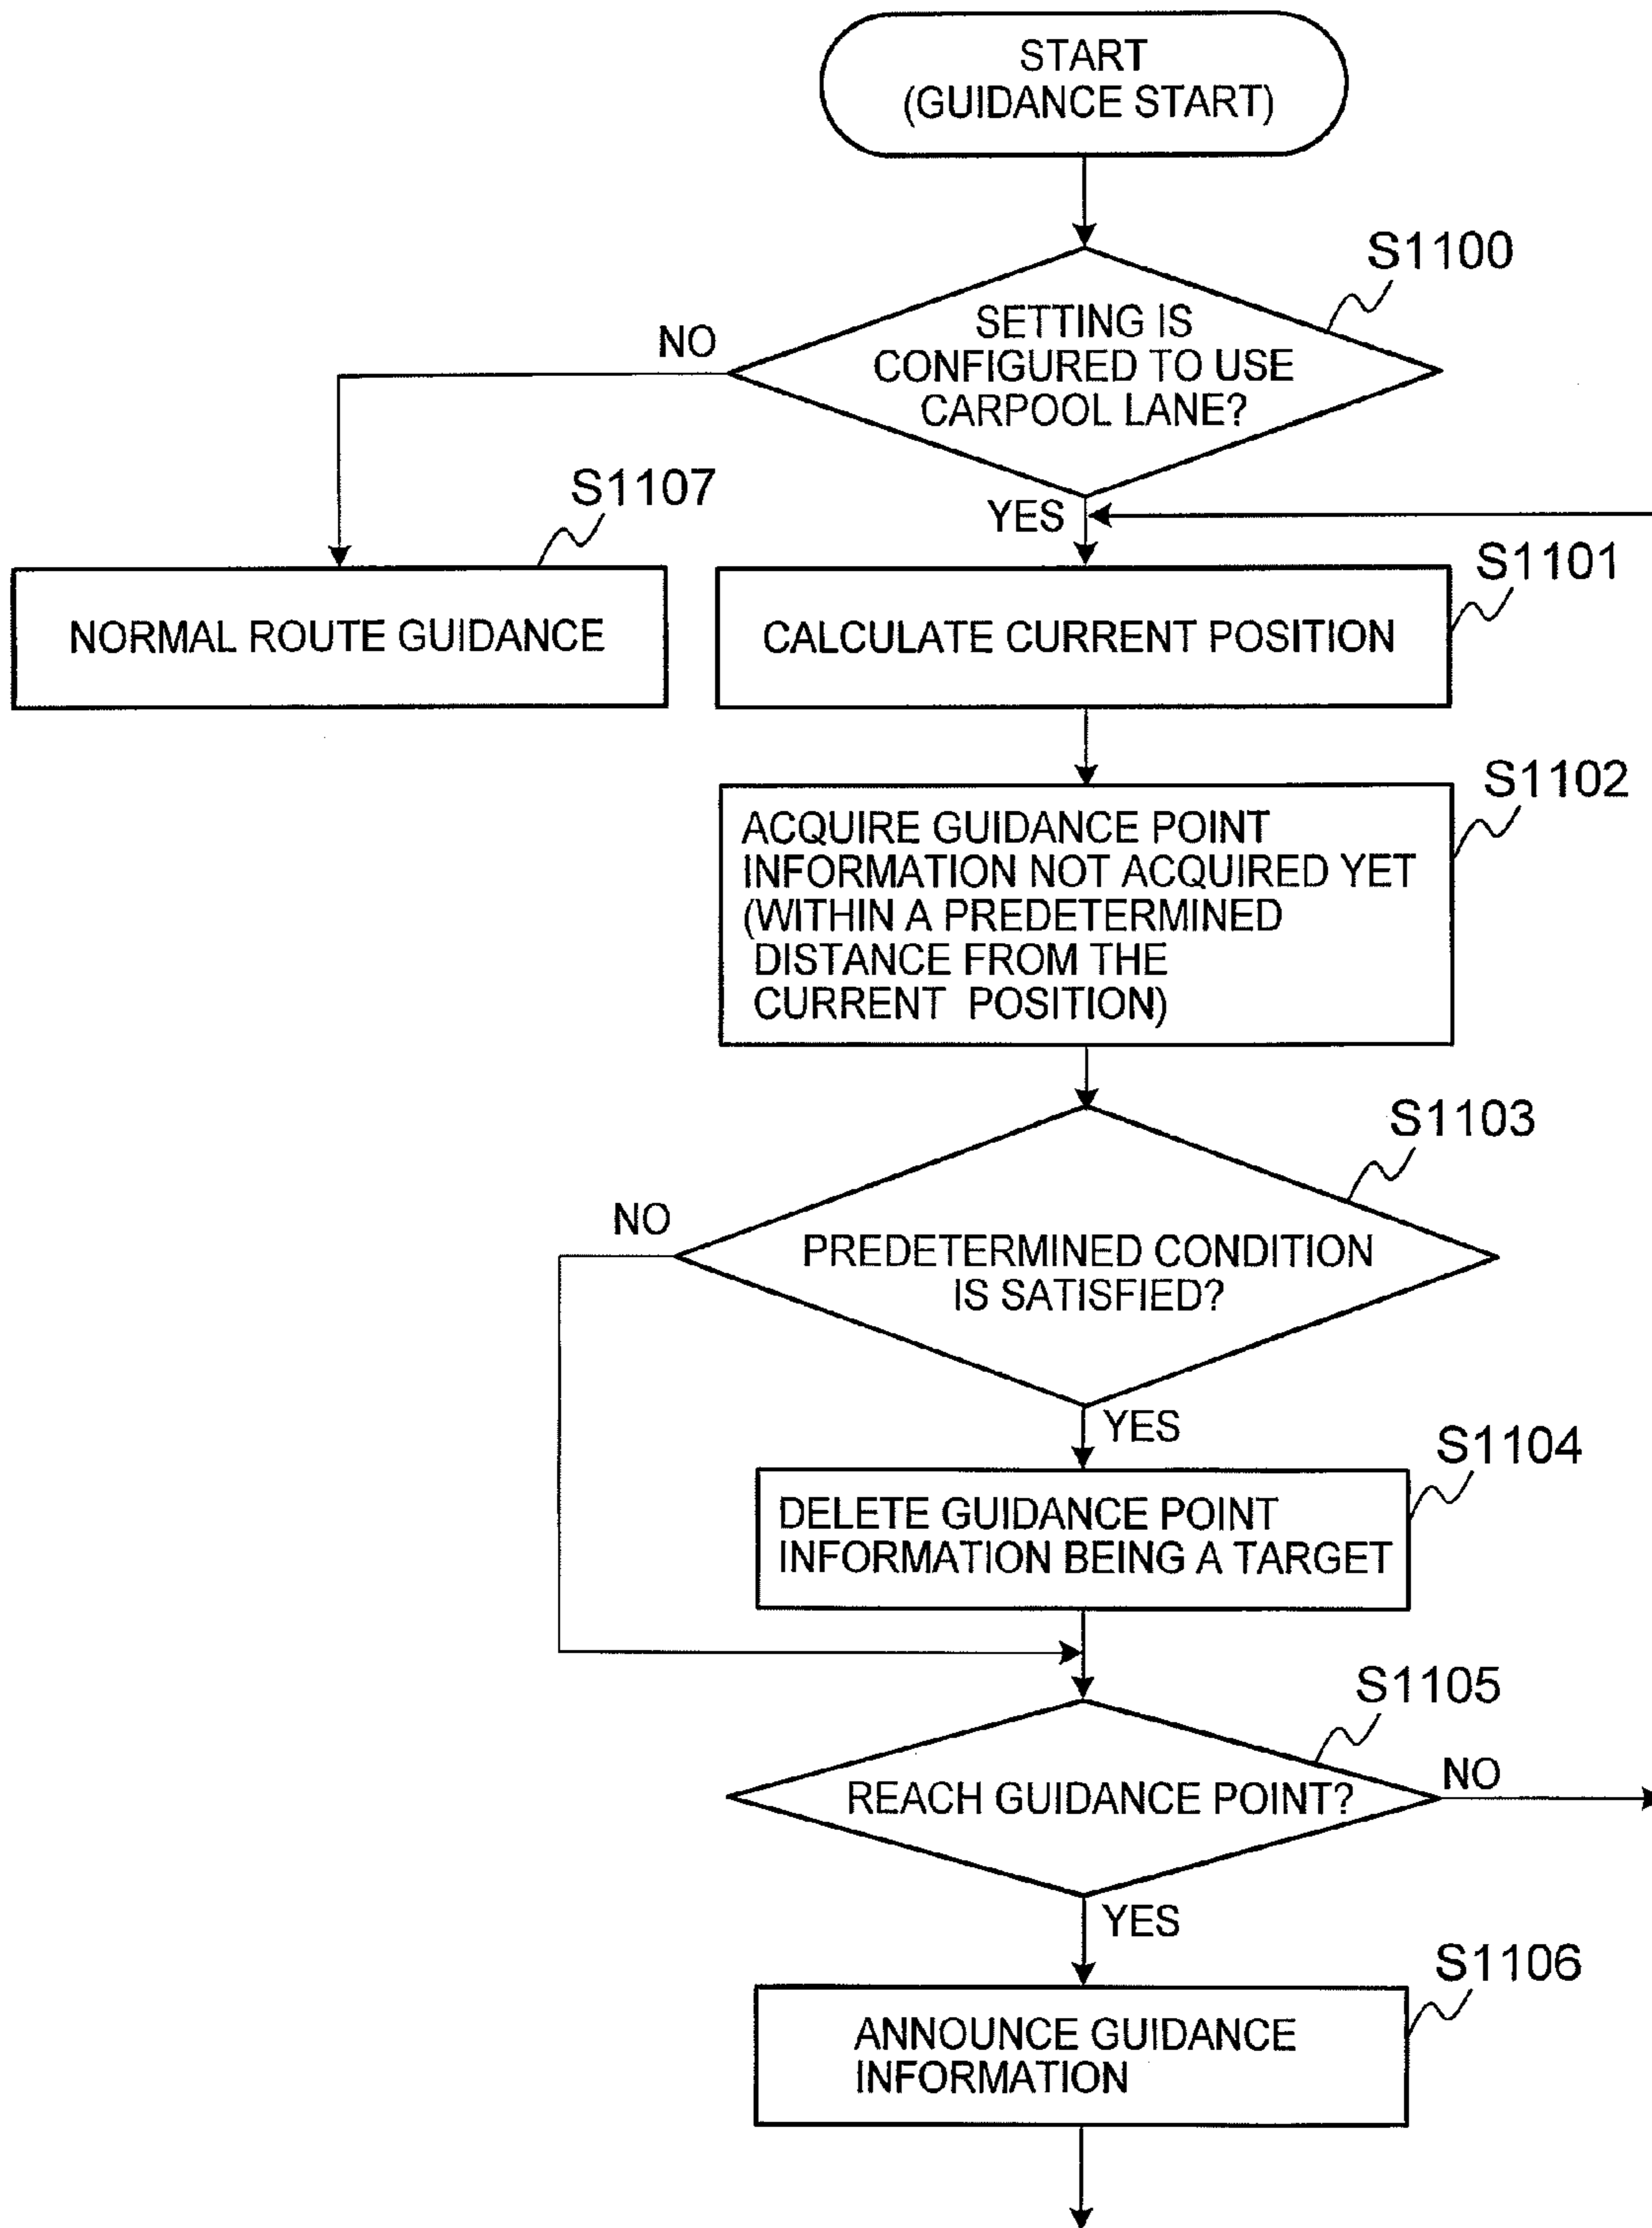 START
(GUIDANCE START)
S1100
SETTING IS
CONFIGURED TO USE
CARPOOL LANE?
NO
YES
S1107
NORMAL ROUTE GUIDANCE
S1101
CALCULATE CURRENT POSITION
S1102
ACQUIRE GUIDANCE POINT
INFORMATION NOT ACQUIRED YET
(WITHIN A PREDETERMINED
DISTANCE FROM THE
CURRENT POSITION)
S1103
NO
PREDETERMINED CONDITION
IS SATISFIED?
YES
S1104
DELETE GUIDANCE POINT
INFORMATION BEING A TARGET
S1105
REACH GUIDANCE POINT?
NO
YES
S1106
ANNOUNCE GUIDANCE
INFORMATION